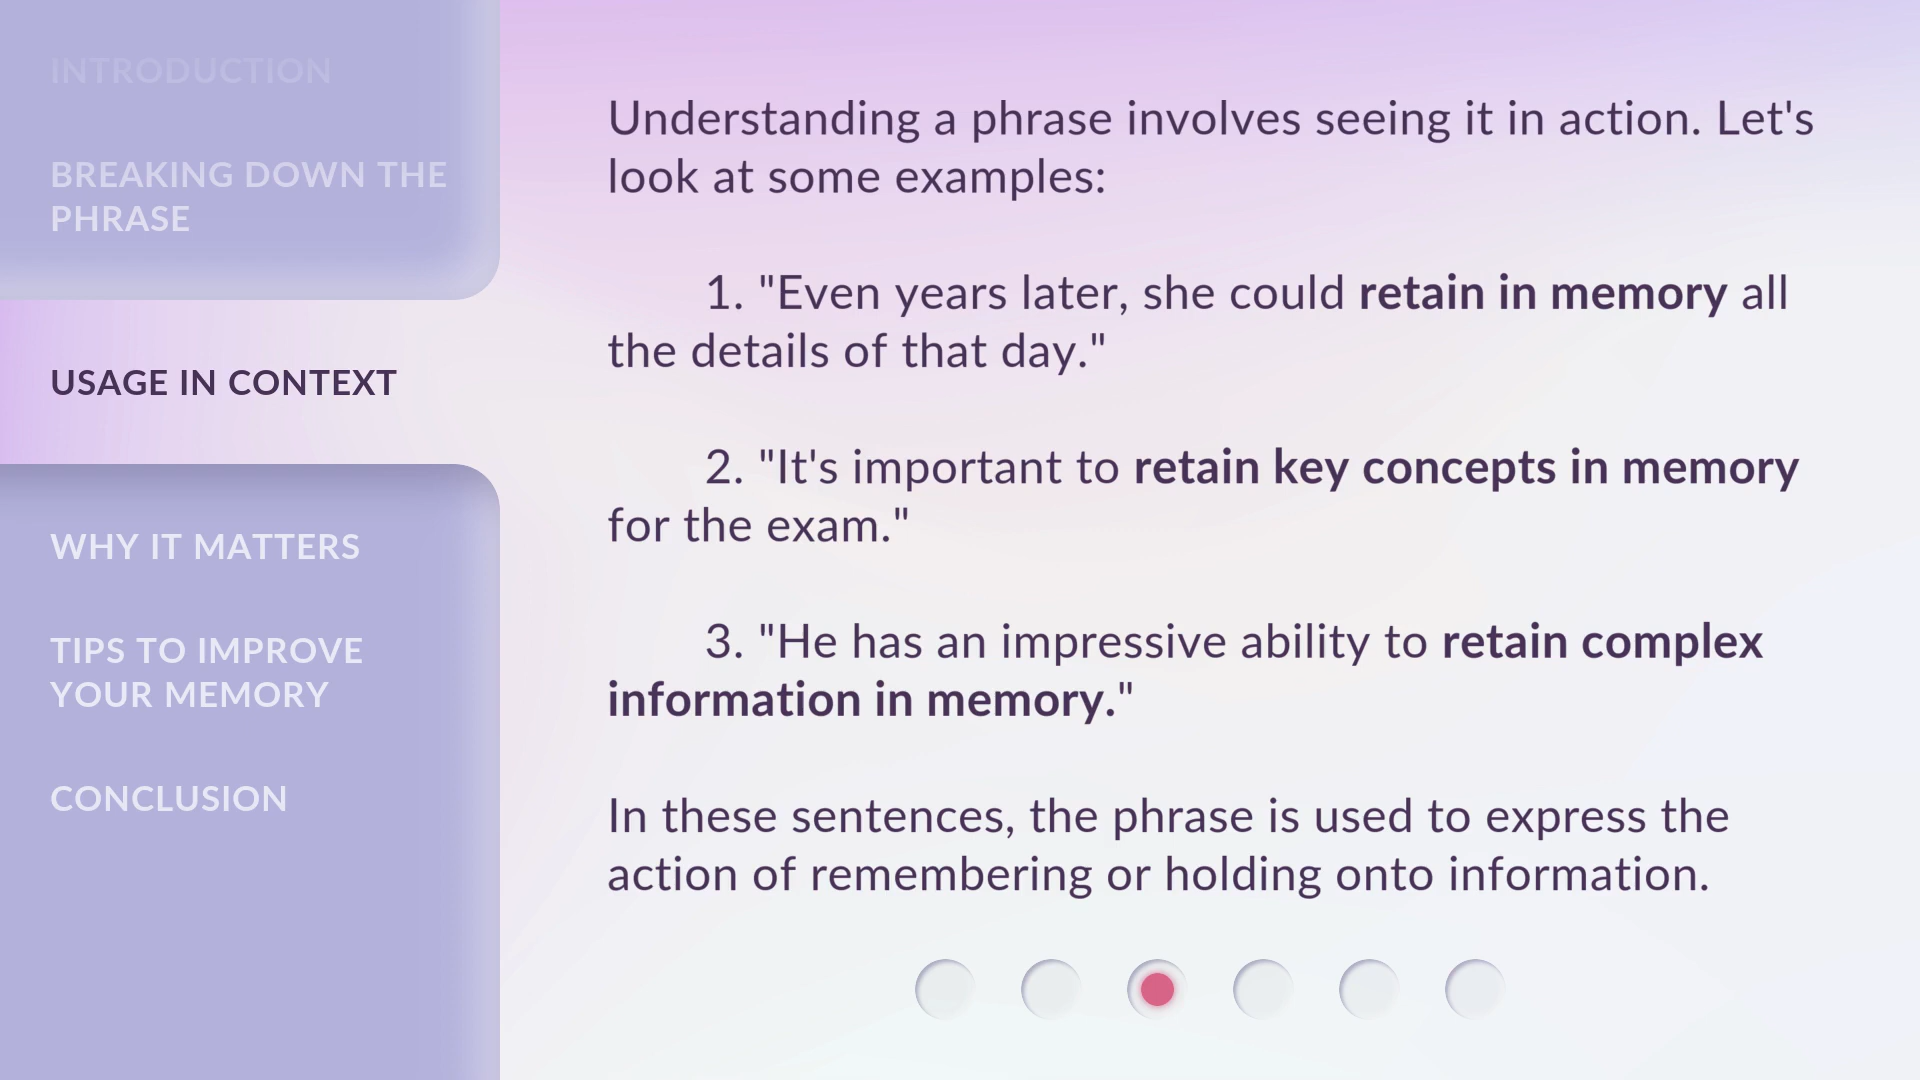 INTRODUCTION
BREAKING DOWN THE
PHRASE
USAGE IN CONTEXT
WHY IT MATTERS
TIPS TO IMPROVE
YOUR MEMORY
CONCLUSION
Understanding a phrase involves seeing it in action. Let's
look at some examples:
1. "Even years later, she could retain in memory all
the details of that day."
2. "It's important to retain key concepts in memory
for the exam."
3. "He has an impressive ability to retain complex
information in memory."
In these sentences, the phrase is used to express the
action of remembering or holding onto information.